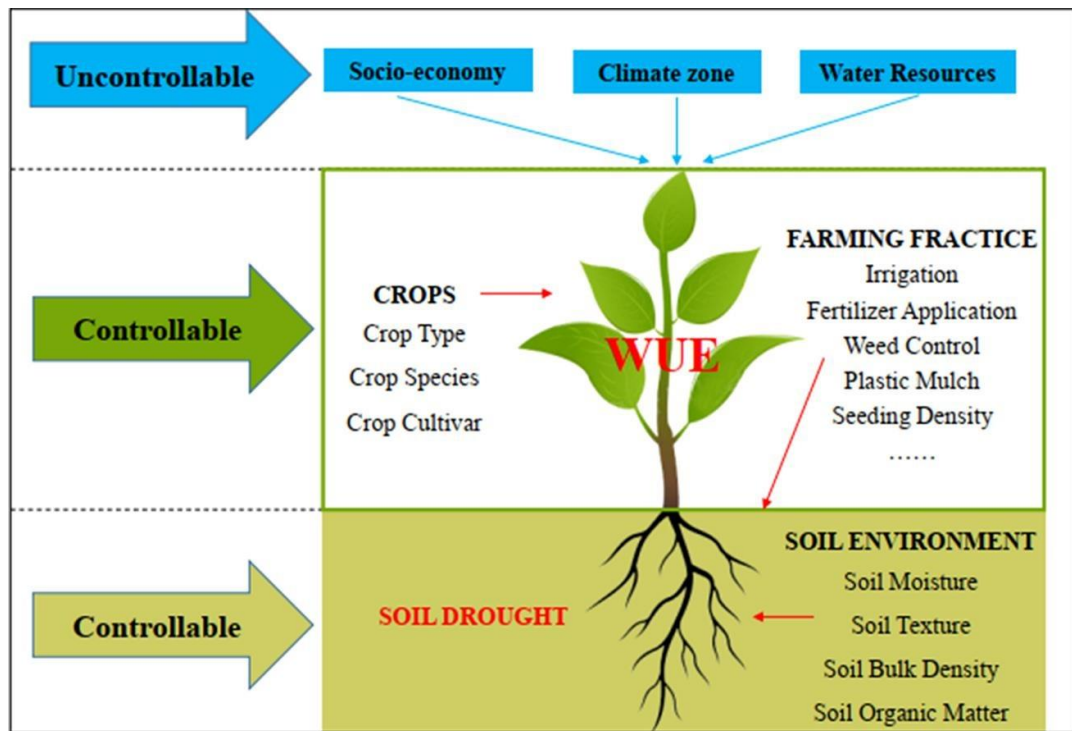 Uncontrollable
Socio-economy
Climate zone
Water Resources
Controllable
CROPS
Crop Type
Crop Species
Crop Cultivar
WUE
FARMING FRACTICE
Irrigation
Fertilizer Application
Weed Control
Plastic Mulch
Seeding Density
……
Controllable
SOIL DROUGHT
SOIL ENVIRONMENT
Soil Moisture
Soil Texture
Soil Bulk Density
Soil Organic Matter